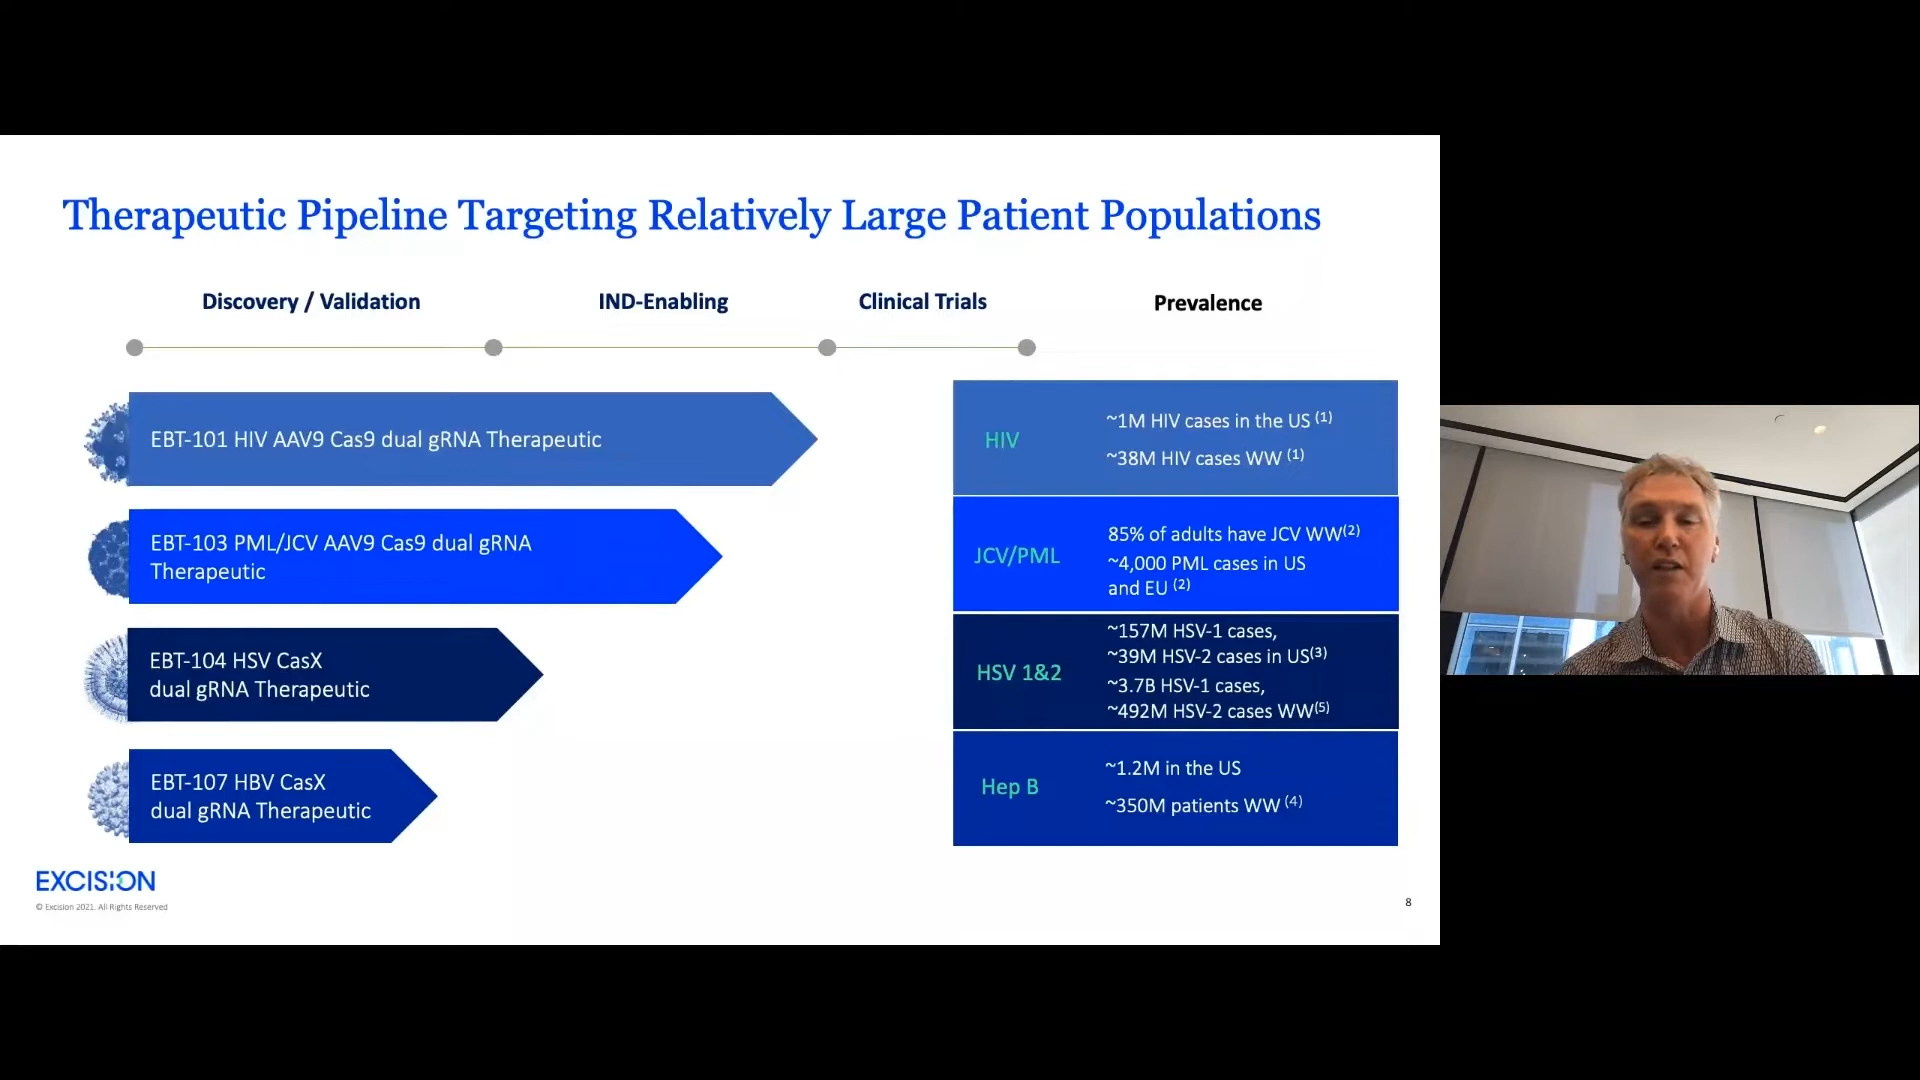 Therapeutic Pipeline Targeting Relatively Large Patient Populations
Discovery / Validation
IND-Enabling
Clinical Trials
Prevalence
EBT-101 HIV AAV9 Cas9 dual gRNA Therapeutic
HIV
~1M HIV cases in the US (1)
~38M HIV cases WW (1)
EBT-103 PML/JCV AAV9 Cas9 dual gRNA
Therapeutic
JCV/PML
85% of adults have JCV WW(2)
~4,000 PML cases in US
and EU (2)
EBT-104 HSV CasX
dual gRNA Therapeutic
HSV 1&2
~157M HSV-1 cases,
~39M HSV-2 cases in US(3)
~3.7B HSV-1 cases,
~492M HSV-2 cases WW(5)
EBT-107 HBV CasX
dual gRNA Therapeutic
Hep B
~1.2M in the US
~350M patients WW (4)
EXCISION
© Excision 2021. All Rights Reserved
8